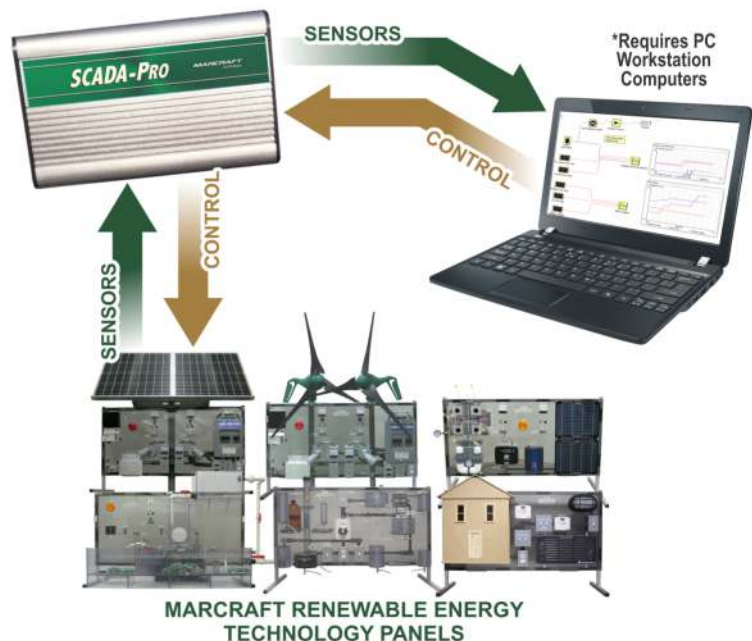 SENSORS
*Requires PC
Workstation
Computers
SCADA-PRO
MARCRAFT
CONTROL
CONTROL
SENSORS
MARCRAFT RENEWABLE ENERGY
TECHNOLOGY PANELS